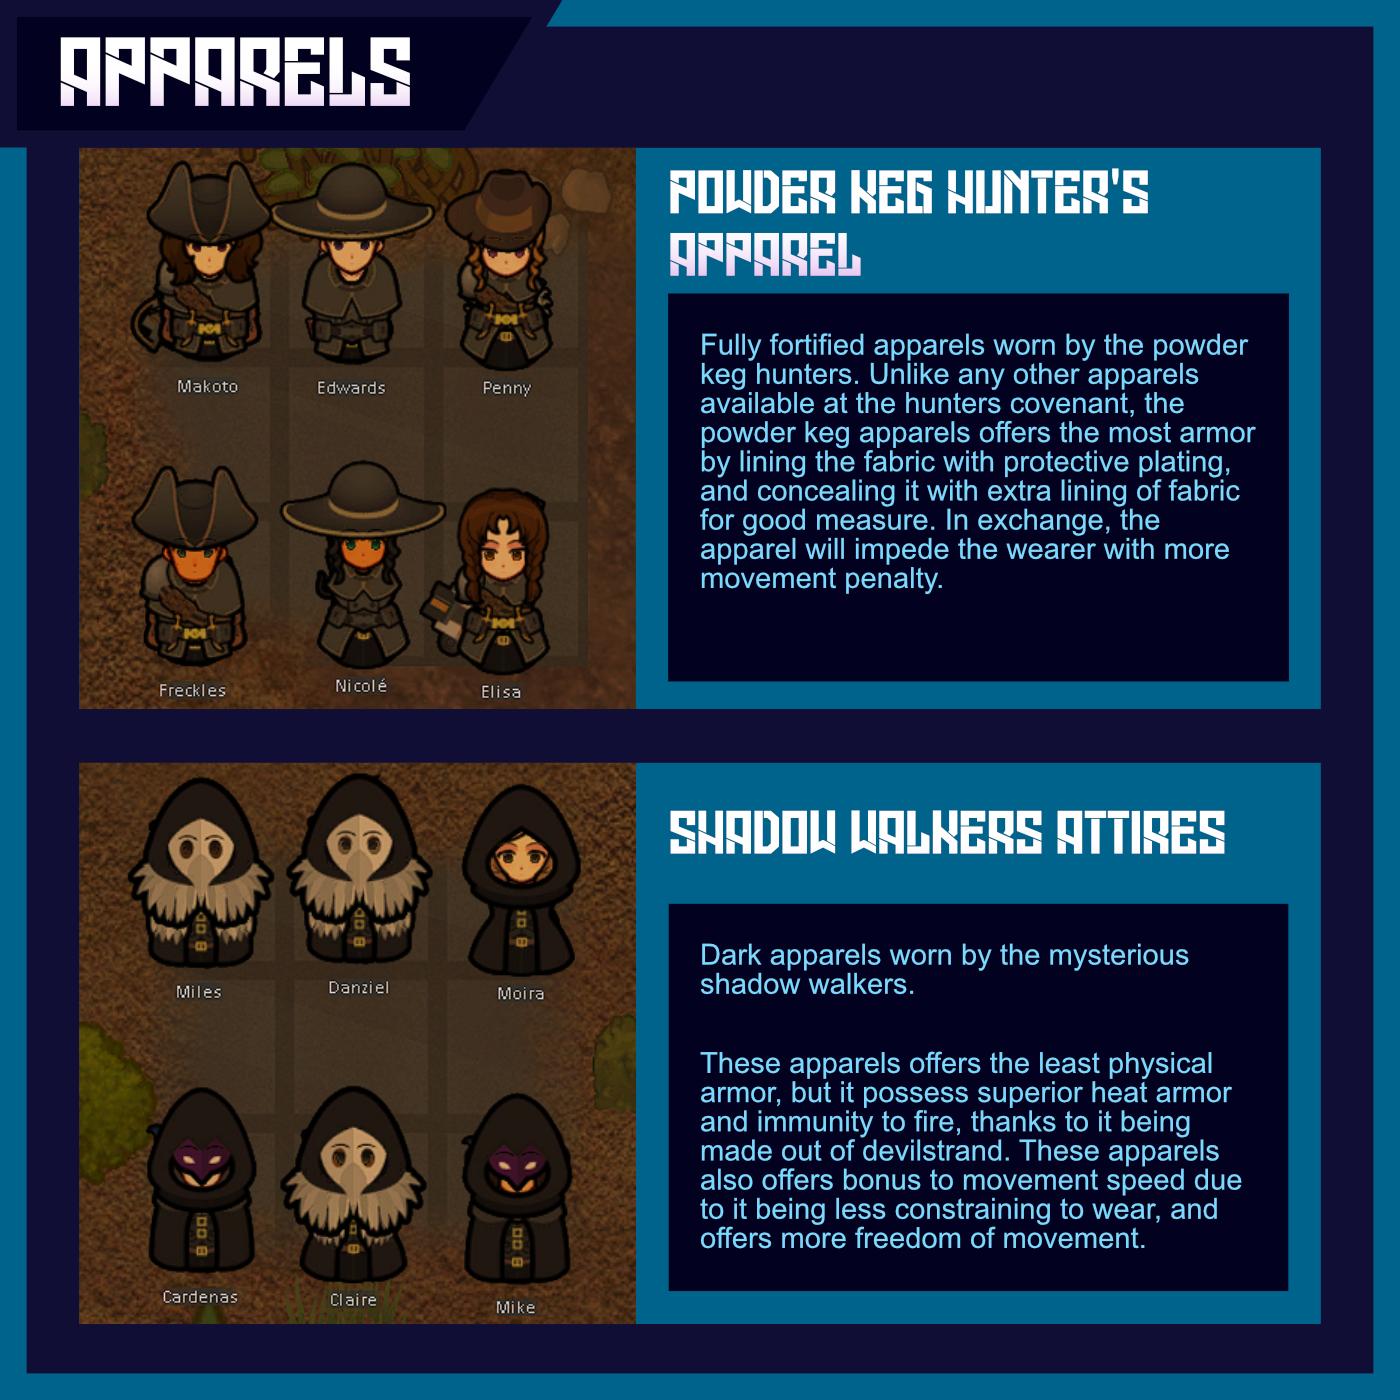 APPARELS
POWDER KEG HUNTER'S
APPAREL
Fully fortified apparels worn by the powder
keg hunters. Unlike any other apparels
available at the hunters covenant, the
powder keg apparels offers the most armor
by lining the fabric with protective plating,
and concealing it with extra lining of fabric
for good measure. In exchange, the
apparel will impede the wearer with more
movement penalty.
Makoto
Edwards
Penny
Freckles
Nicolé
Elisa
SHADOW WALKERS ATTIRES
Dark apparels worn by the mysterious
shadow walkers.
These apparels offers the least physical
armor, but it possess superior heat armor
and immunity to fire, thanks to it being
made out of devilstrand. These apparels
also offers bonus to movement speed due
to it being less constraining to wear, and
offers more freedom of movement.
Miles
Danziel
Moira
Cardenas
Claire
Mike